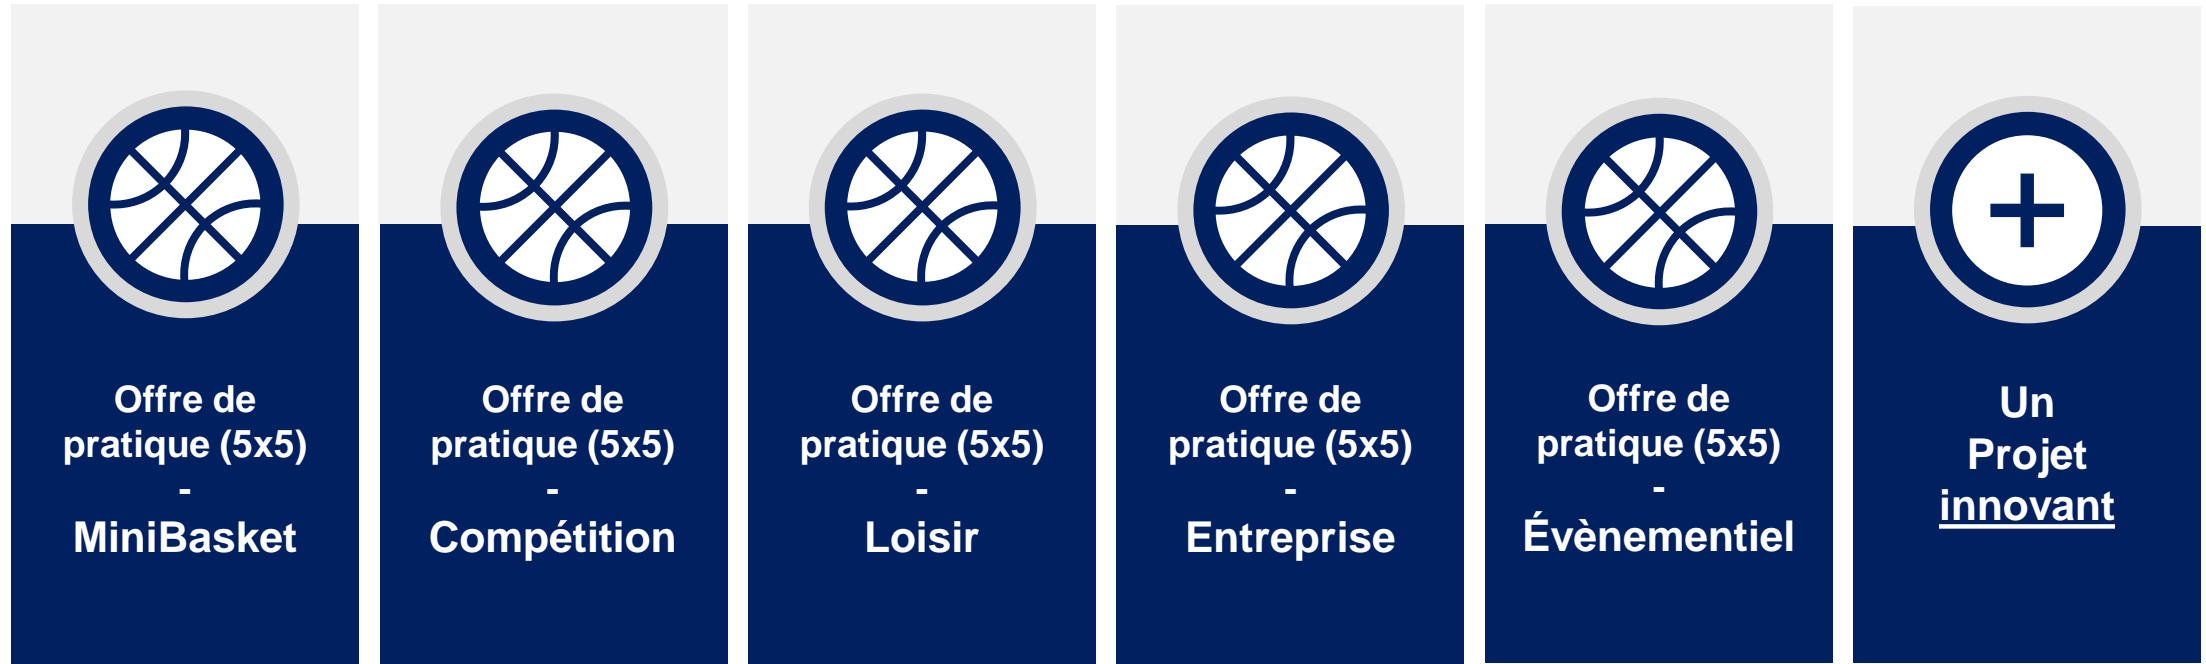 Offre de
pratique (5x5)
-
MiniBasket
Offre de
pratique (5x5)
-
Compétition
Offre de
pratique (5x5)
-
Loisir
Offre de
pratique (5x5)
-
Entreprise
Offre de
pratique (5x5)
-
Évènementiel
Un
Projet
innovant